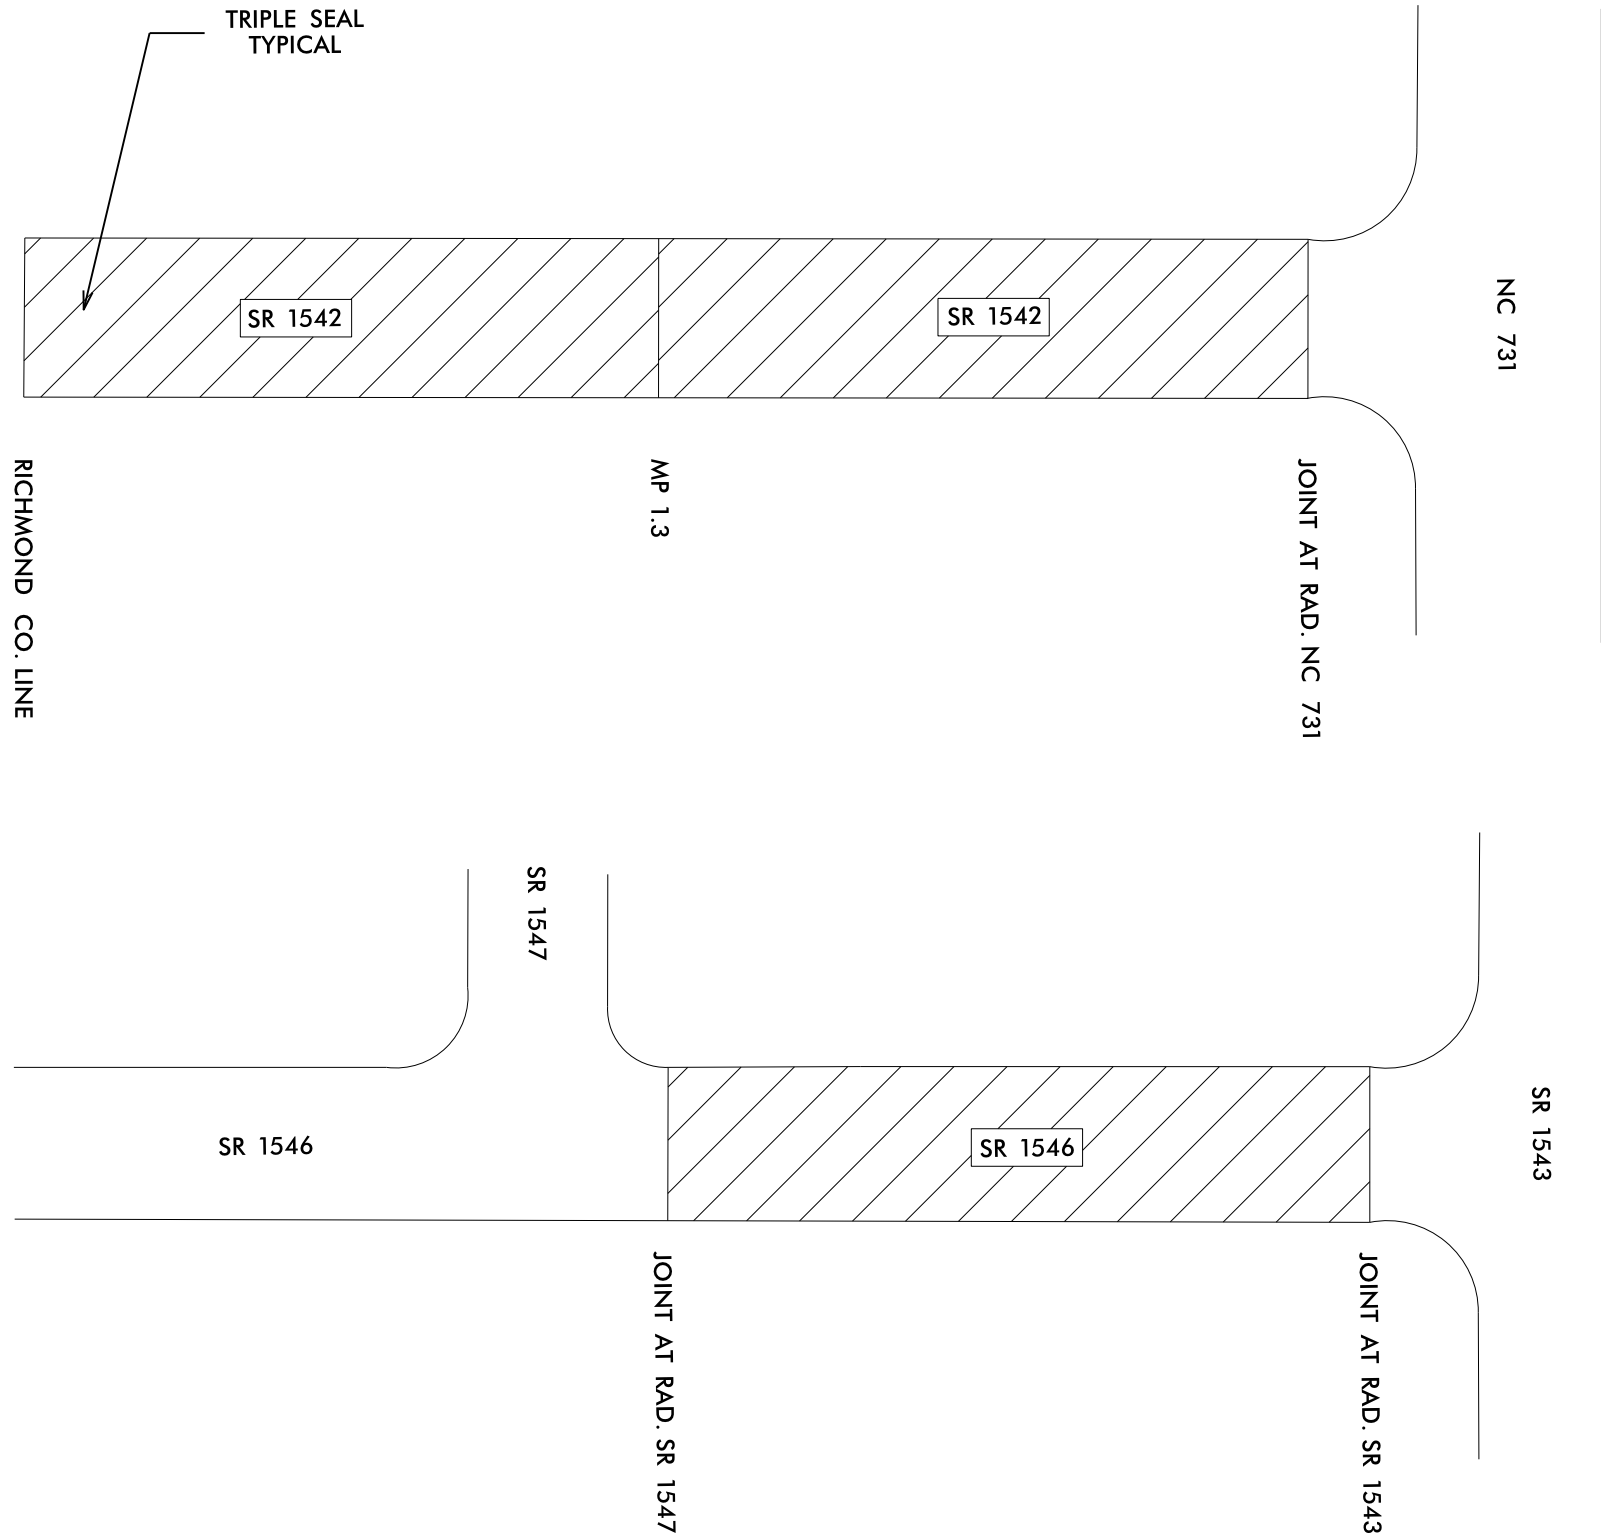 TRIPLE SEAL
TYPICAL
SR 1542
SR 1542
NC 731
RICHMOND CO. LINE
MP 1.3
JOINT AT RAD. NC 731
SR 1547
SR 1546
SR 1546
SR 1543
JOINT AT RAD. SR 1547
JOINT AT RAD. SR 1543